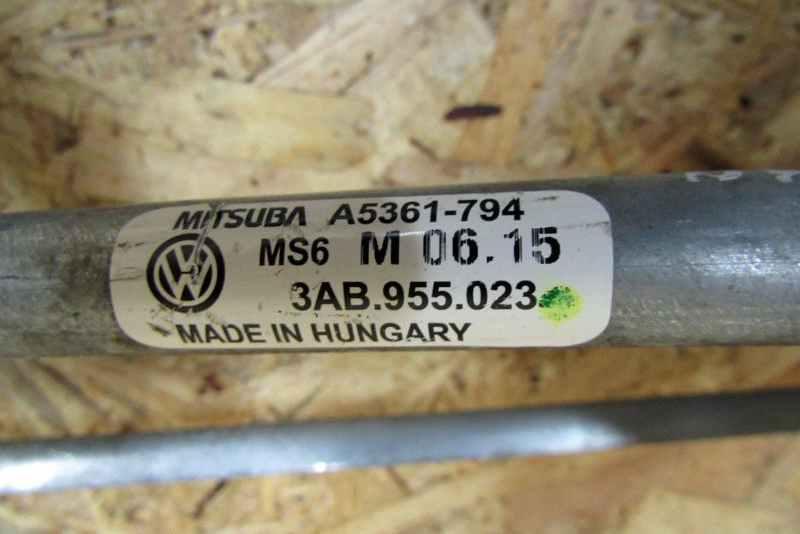 MITSUBA A5361-794
MS6 M 06.15
3AB.955.023
MADE IN HUNGARY